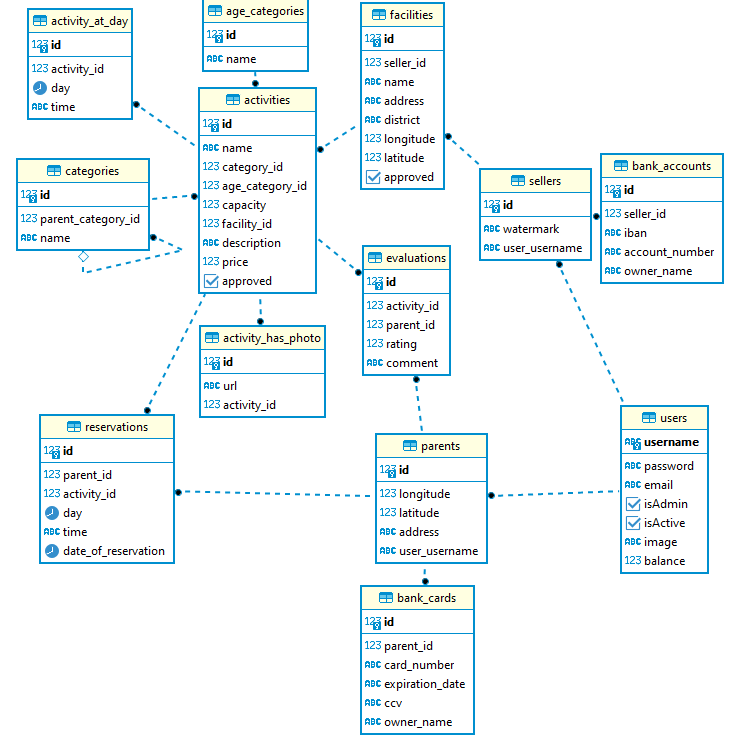 activity_at_day
123 id
123 activity_id
day
ABC time
age_categories
123 id
ABC name
facilities
123 id
123 seller_id
ABC name
ABC address
ABC district
123 longitude
123 latitude
approved
activities
123 id
ABC name
123 category_id
123 age_category_id
123 capacity
123 facility_id
ABC description
123 price
approved
categories
123 id
123 parent_category_id
ABC name
sellers
123 id
ABC watermark
ABC user_username
bank_accounts
123 id
123 seller_id
ABC iban
ABC account_number
ABC owner_name
evaluations
123 id
123 activity_id
123 parent_id
123 rating
ABC comment
activity_has_photo
123 id
ABC url
123 activity_id
reservations
123 id
123 parent_id
123 activity_id
day
ABC time
date_of_reservation
parents
123 id
123 longitude
123 latitude
ABC address
ABC user_username
users
ABC username
ABC password
ABC email
isAdmin
isActive
ABC image
123 balance
bank_cards
123 id
123 parent_id
ABC card_number
ABC expiration_date
ABC ccv
ABC owner_name